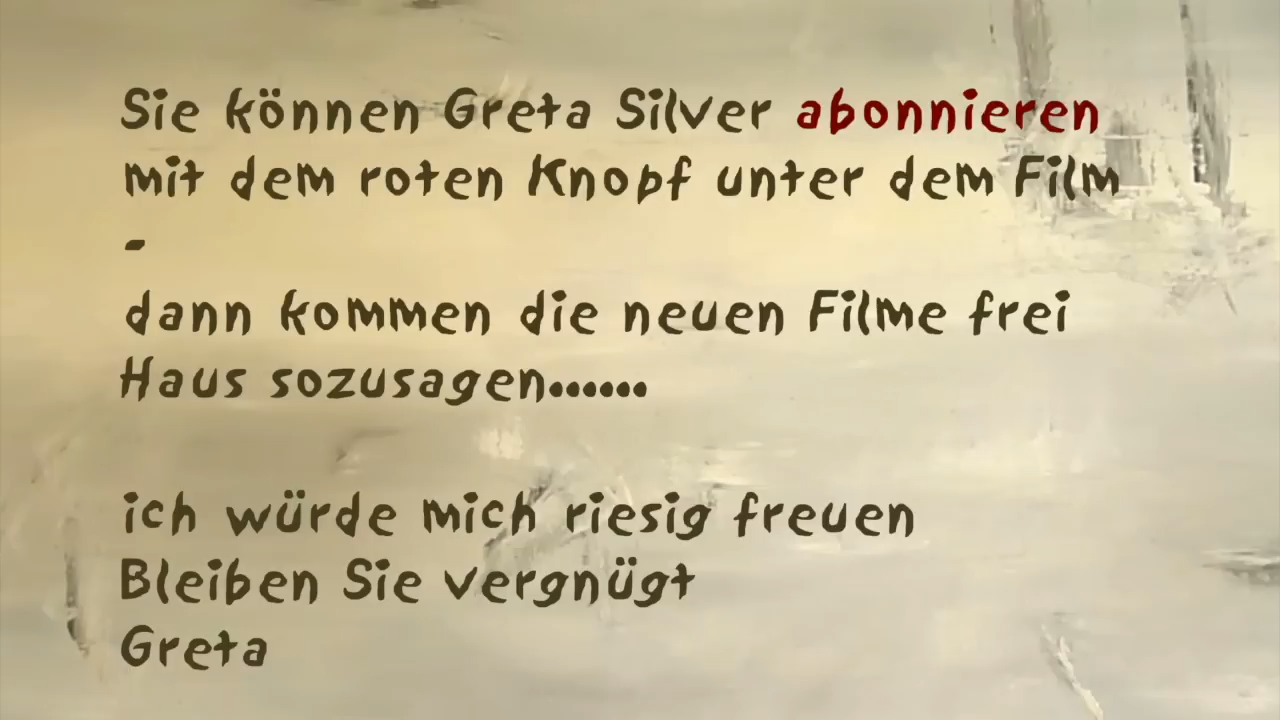 Sie können Greta Silver abonnieren
mit dem roten Knopf unter dem Film
-
dann kommen die neuen Filme frei
Haus sozusagen......
ich würde mich riesig freuen
Bleiben Sie vergnügt
Greta